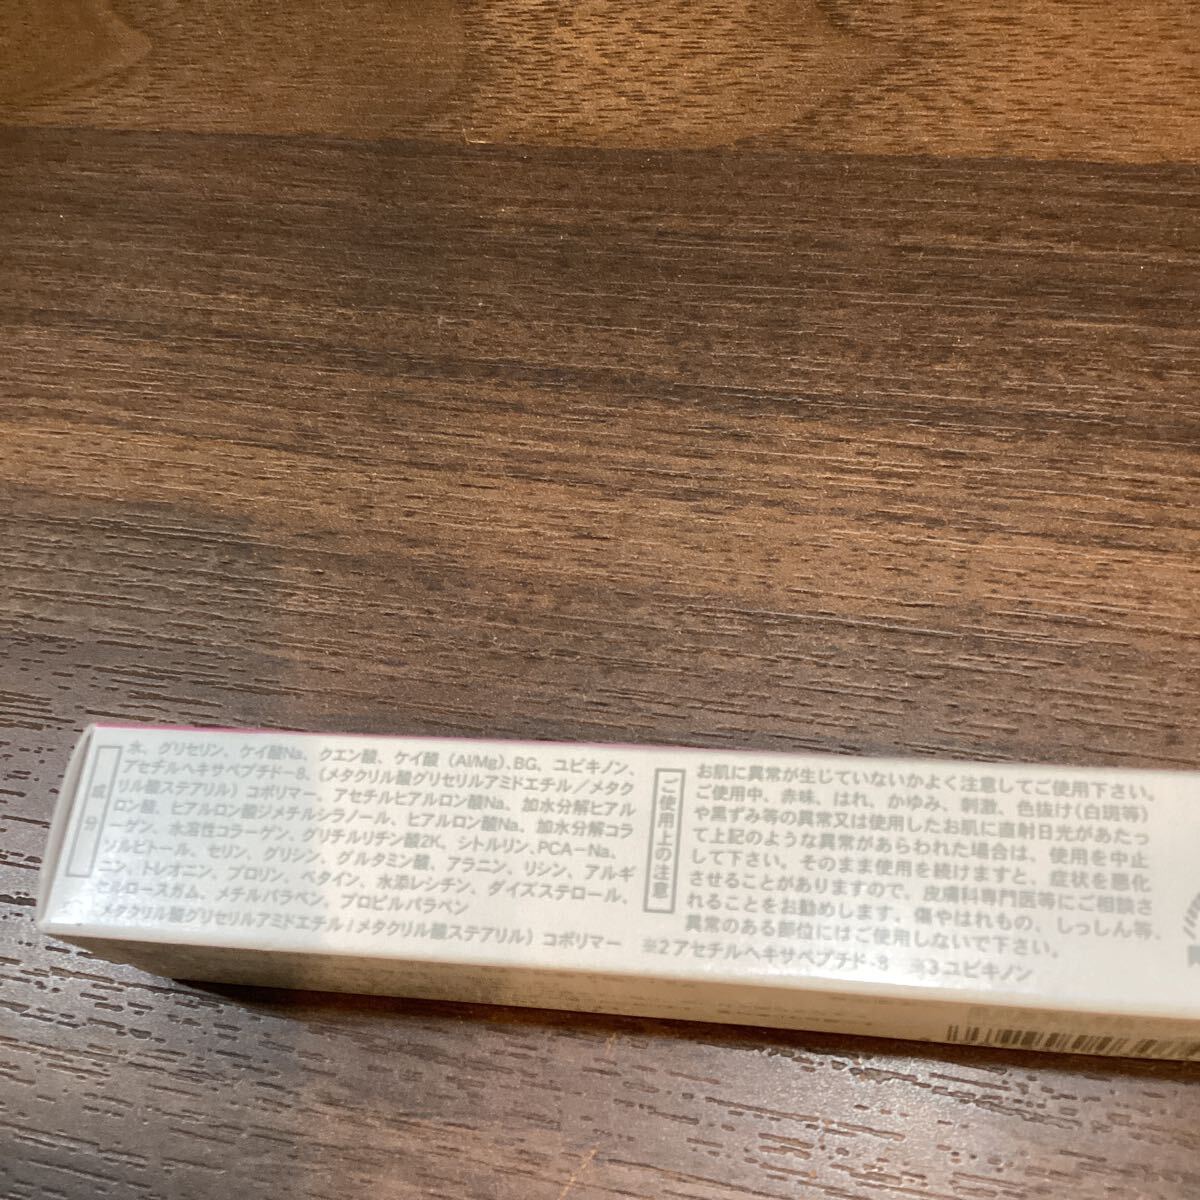 成分
水、グリセリン、ケイ酸Na、クエン酸、ケイ酸（Al/Mg）、BG、ユビキノン、
アセチルヘキサペプチド-8、（メタクリル酸グリセリルアミドエチル／メタク
リル酸ステアリル）コポリマー、アセチルヒアルロン酸Na、加水分解ヒアル
ロン酸、ヒアルロン酸ジメチルシラノール、ヒアルロン酸Na、加水分解コラ
ーゲン、水溶性コラーゲン、グリチルリチン酸2K、シトルリン、PCA-Na、
ソルビトール、セリン、グリシン、グルタミン酸、アラニン、リシン、アルギ
ニン、トレオニン、プロリン、ベタイン、水添レシチン、ダイズステロール、
セルロースガム、メチルパラベン、プロピルパラベン
メタクリル酸グリセリルアミドエチル / メタクリル酸ステアリル）コポリマー ※2 アセチルヘキサペプチド-8 ※3 ユビキノン
ご使用上の注意
お肌に異常が生じていないかよく注意してご使用下さい。
ご使用中、赤味、はれ、かゆみ、刺激、色抜け（白斑等）
や黒ずみ等の異常又は使用したお肌に直射日光があたっ
て上記のような異常があらわれた場合は、使用を中止
して下さい。そのまま使用を続けますと、症状を悪化
させることがありますので、皮膚科専門医等にご相談さ
れることをお勧めします。傷やはれもの、しっしん等、
異常のある部位にはご使用しないで下さい。